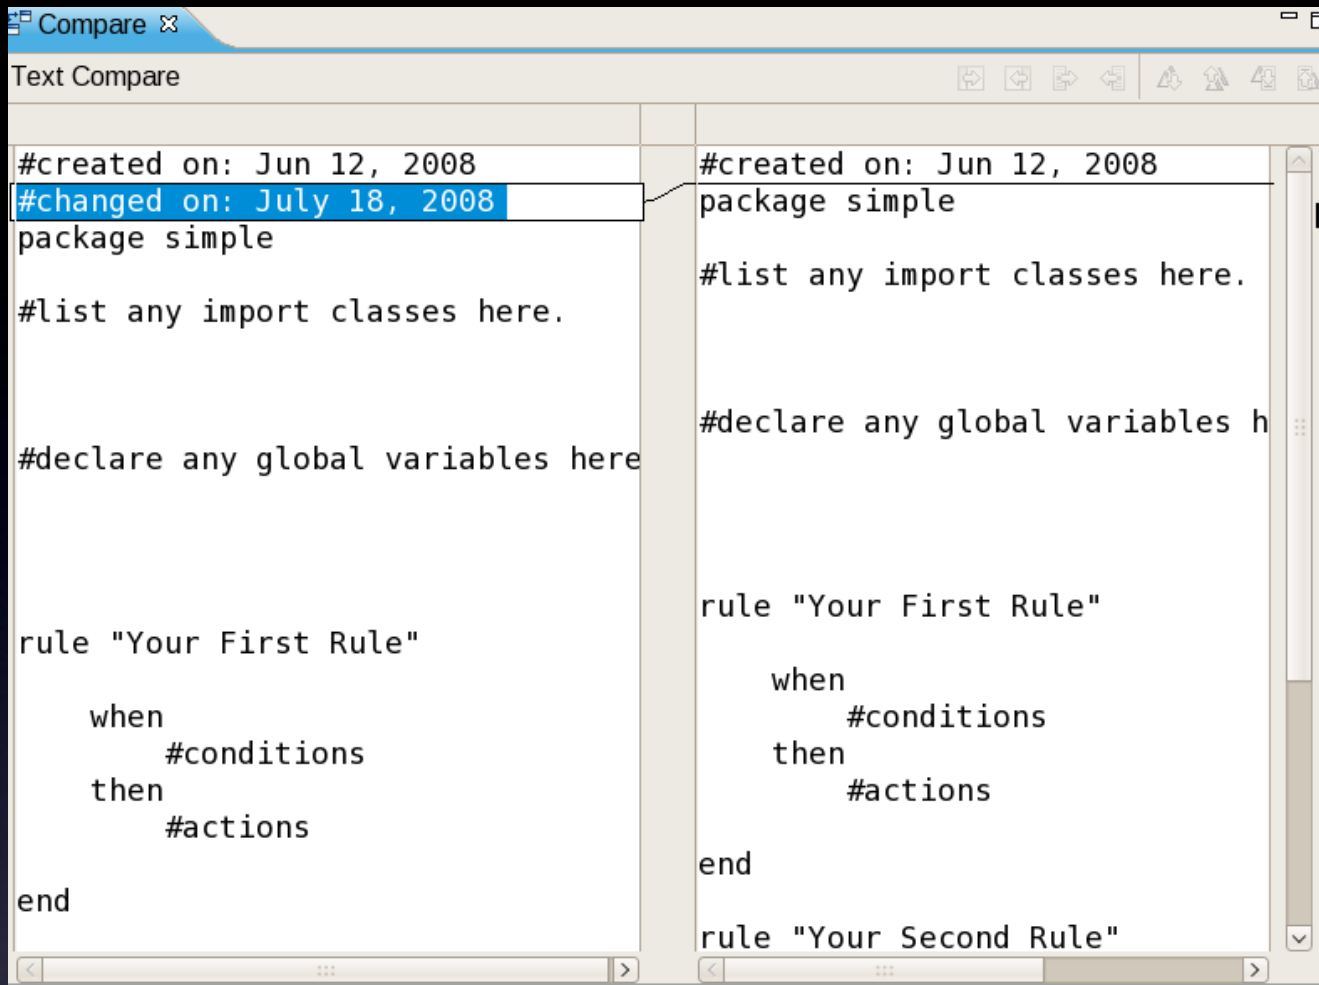 Compare
Text Compare
#created on: Jun 12, 2008
#changed on: July 18, 2008
package simple
#list any import classes here.
#declare any global variables here
rule "Your First Rule"
when
#conditions
then
#actions
end
#created on: Jun 12, 2008
package simple
#list any import classes here.
#declare any global variables h
rule "Your First Rule"
when
#conditions
then
#actions
end
rule "Your Second Rule"